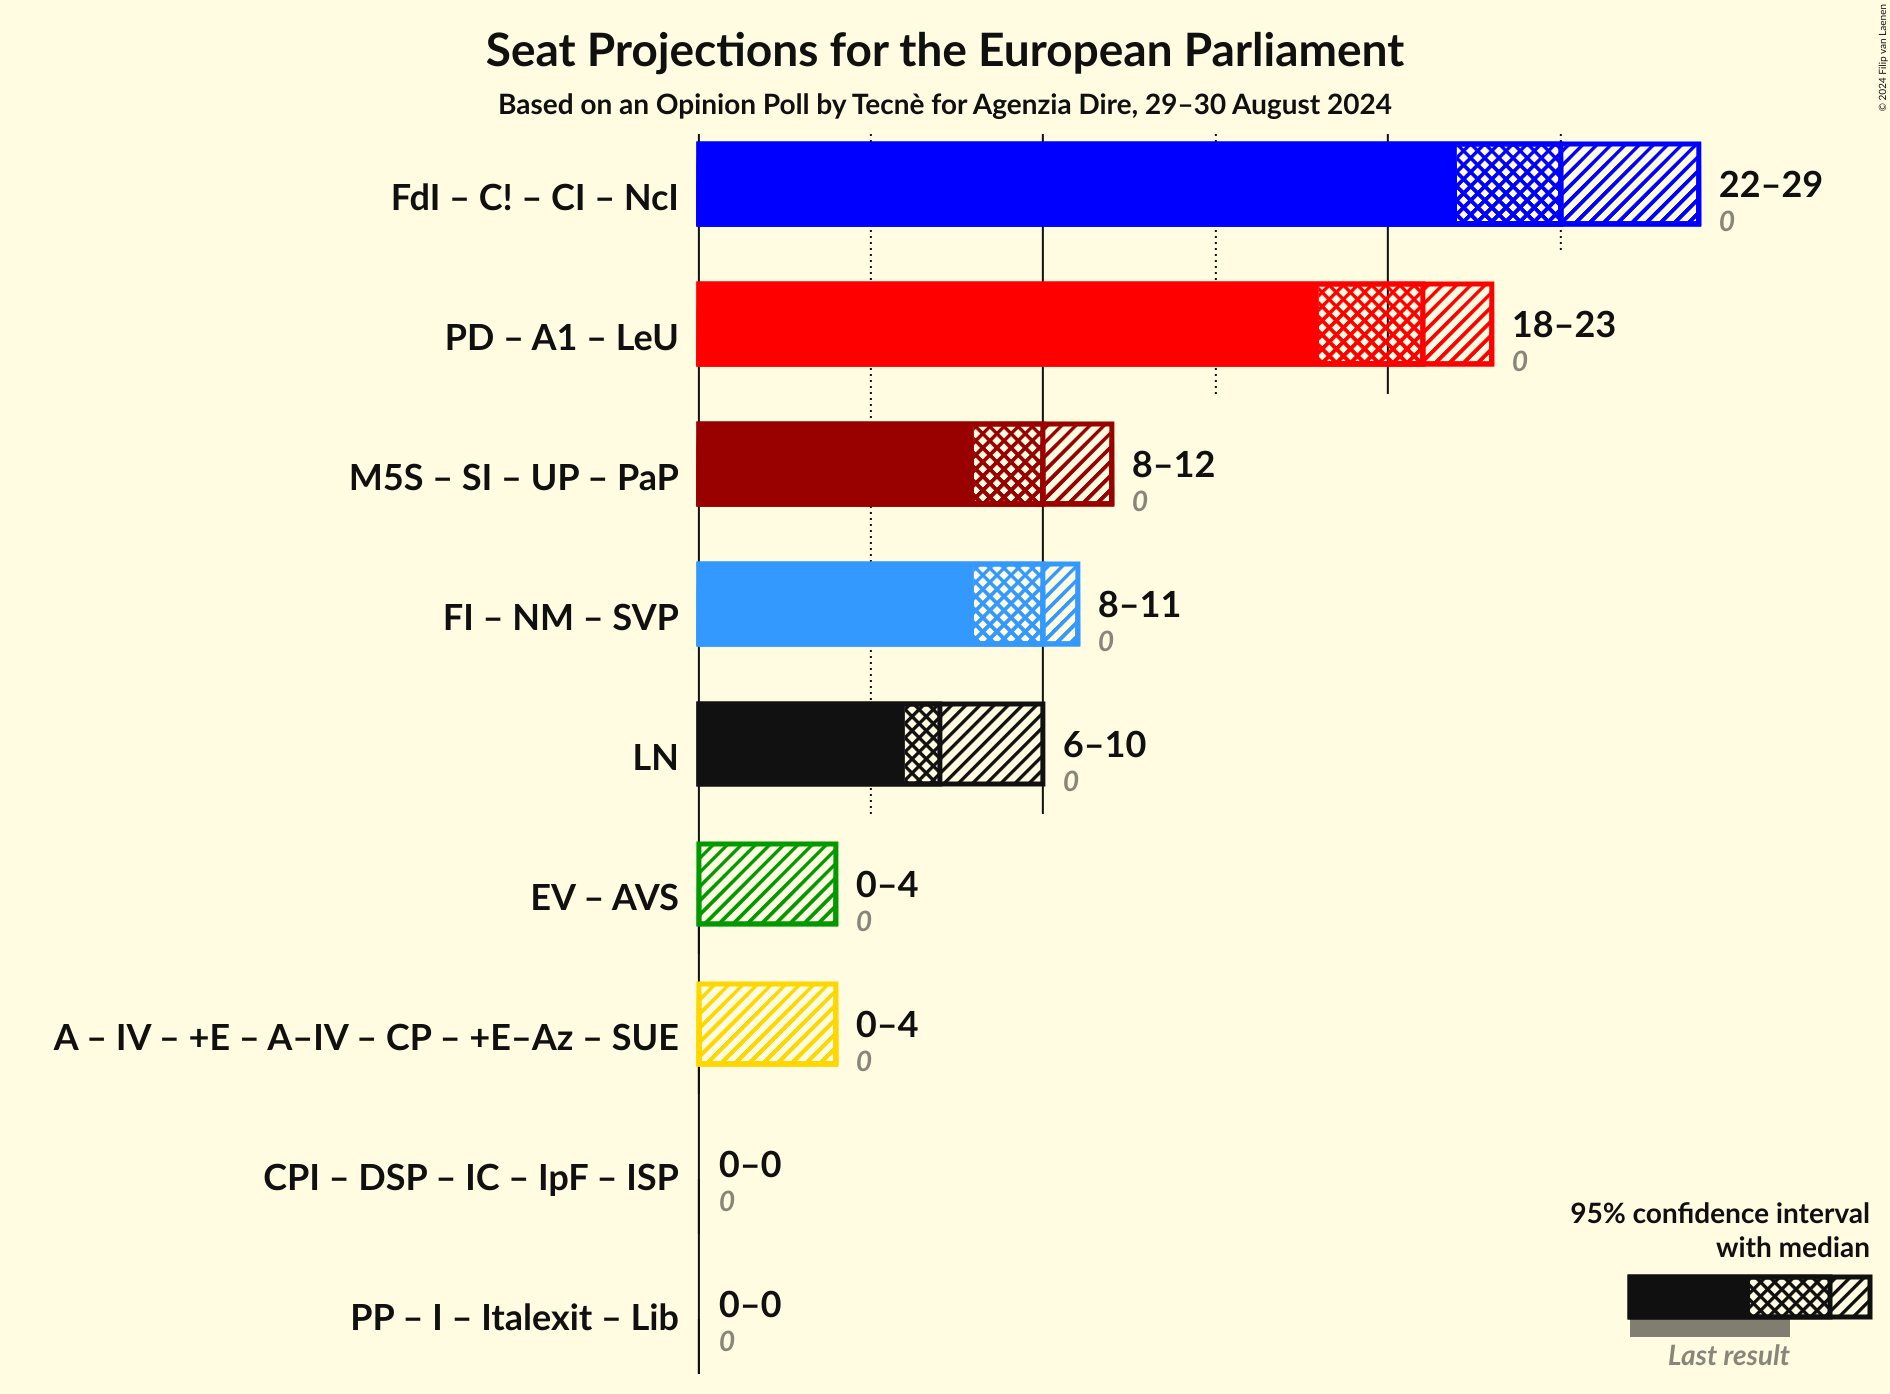 Seat Projections for the European Parliament
Based on an Opinion Poll by Tecnè for Agenzia Dire, 29–30 August 2024
© 2024 Filip van Laenen
FdI – C! – CI – NcI
22–29
0
PD – A1 – LeU
18–23
0
M5S – SI – UP – PaP
8–12
0
FI – NM – SVP
8–11
0
LN
6–10
0
EV – AVS
0–4
0
A – IV – +E – A–IV – CP – +E–Az – SUE
0–4
0
CPI – DSP – IC – IpF – ISP
0–0
0
PP – I – Italexit – Lib
0–0
0
95% confidence interval
with median
Last result